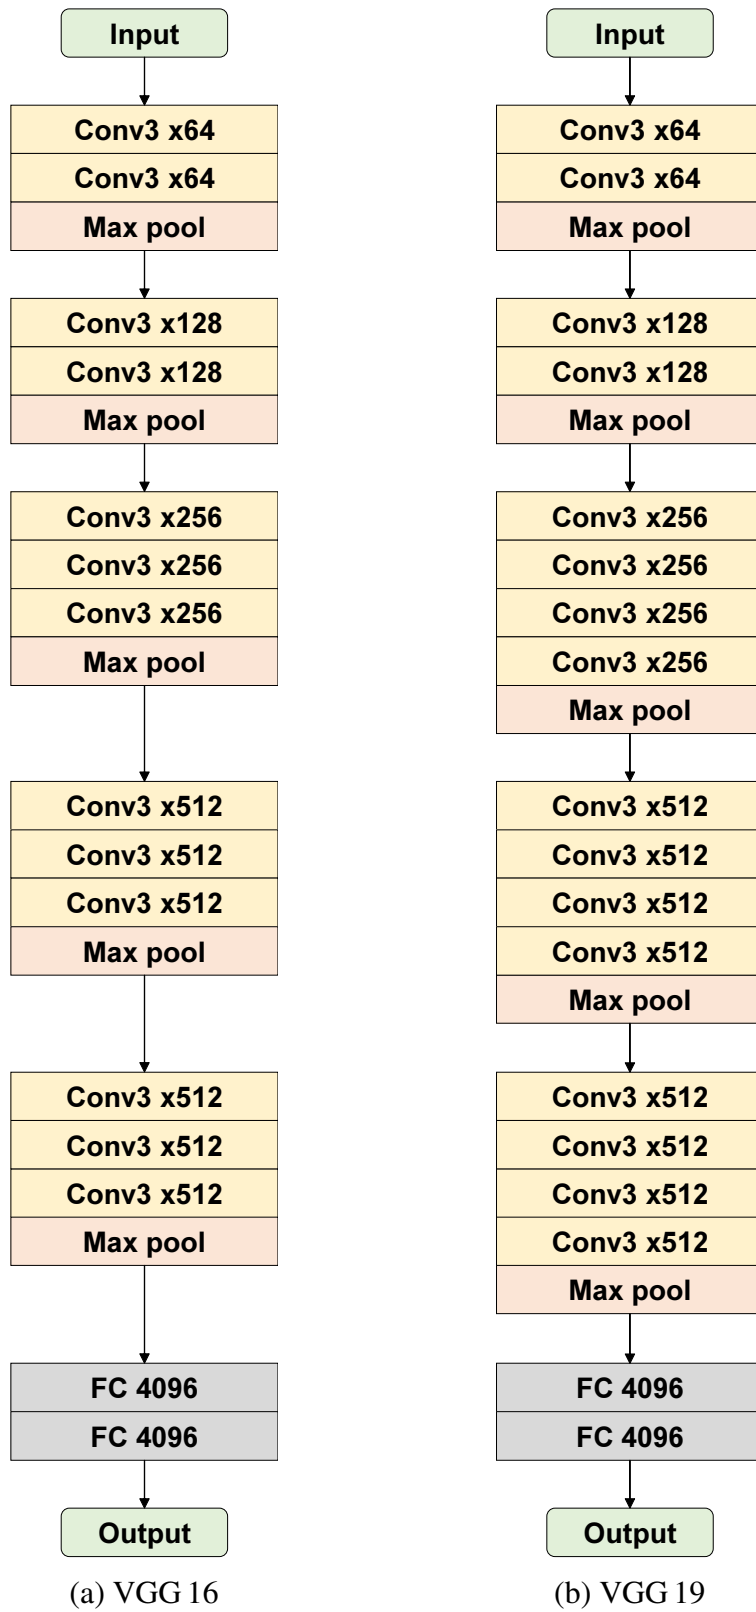 Input
Conv3 x64
Conv3 x64
Max pool
Conv3 x128
Conv3 x128
Max pool
Conv3 x256
Conv3 x256
Conv3 x256
Max pool
Conv3 x512
Conv3 x512
Conv3 x512
Max pool
Conv3 x512
Conv3 x512
Conv3 x512
Max pool
FC 4096
FC 4096
Output
(a) VGG 16
Input
Conv3 x64
Conv3 x64
Max pool
Conv3 x128
Conv3 x128
Max pool
Conv3 x256
Conv3 x256
Conv3 x256
Conv3 x256
Max pool
Conv3 x512
Conv3 x512
Conv3 x512
Conv3 x512
Max pool
Conv3 x512
Conv3 x512
Conv3 x512
Conv3 x512
Max pool
FC 4096
FC 4096
Output
(b) VGG 19